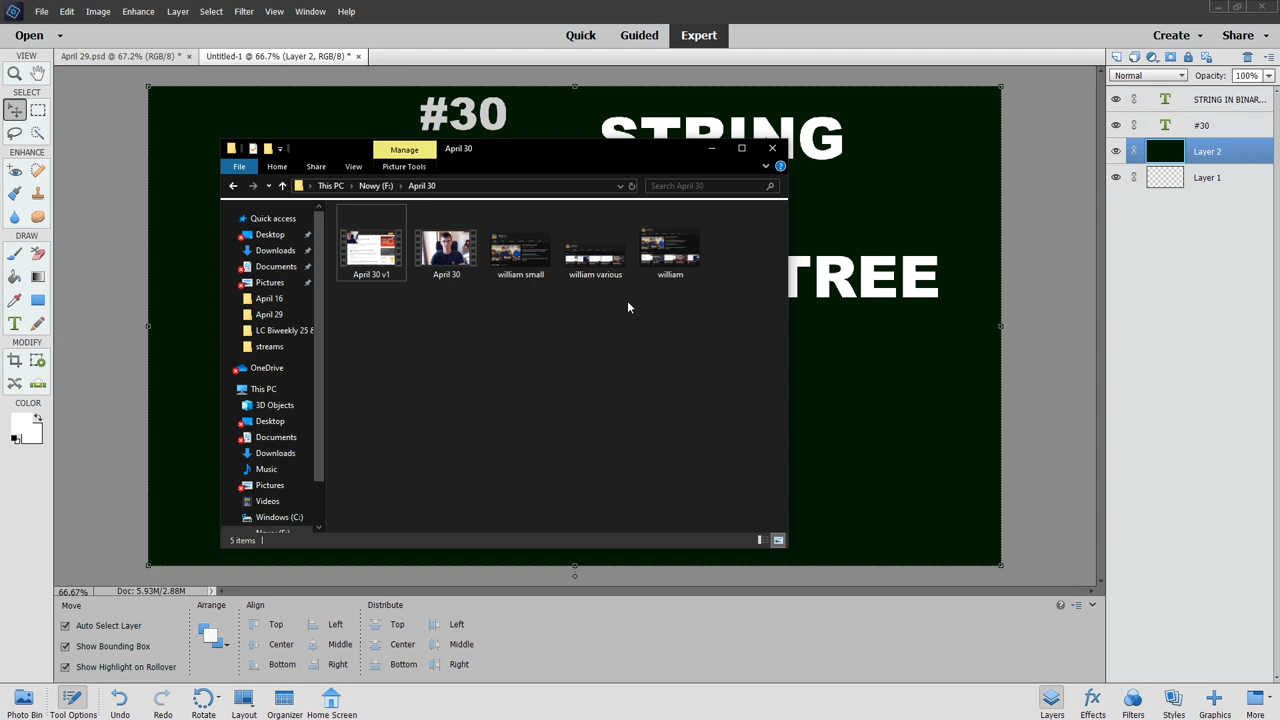 File Edit Image Enhance Layer Select Filter View Window Help
Open Quick Guided Expert Create Share
VIEW April 29.psd @ 67.2% (RGB/8) * × Untitled-1 @ 66.7% (Layer 2, RGB/8) * ×
Normal Opacity: 100%
SELECT
#30
STRING
STRING IN BINAR...
#30
Layer 2
Layer 1
TREE
Manage April 30
File Home Share View Picture Tools
This PC > Nowy (F:) > April 30 Search April 30
Quick access
Desktop
Downloads
Documents
Pictures
April 16
April 29
LC Biweekly 25 &
streams
OneDrive
This PC
3D Objects
Desktop
Documents
Downloads
Music
Pictures
Videos
Windows (C:)
April 30 v1 April 30 william small william various william
5 items
ENHANCE
DRAW
MODIFY
COLOR
66.67% Doc: 5.93M/2.88M
Move Arrange Align Distribute
Auto Select Layer Top Left Top Left
Show Bounding Box Center Middle Center Middle
Show Highlight on Rollover Bottom Right Bottom Right
Photo Bin Tool Options Undo Redo Rotate Layout Organizer Home Screen Layers Effects Filters Styles Graphics More